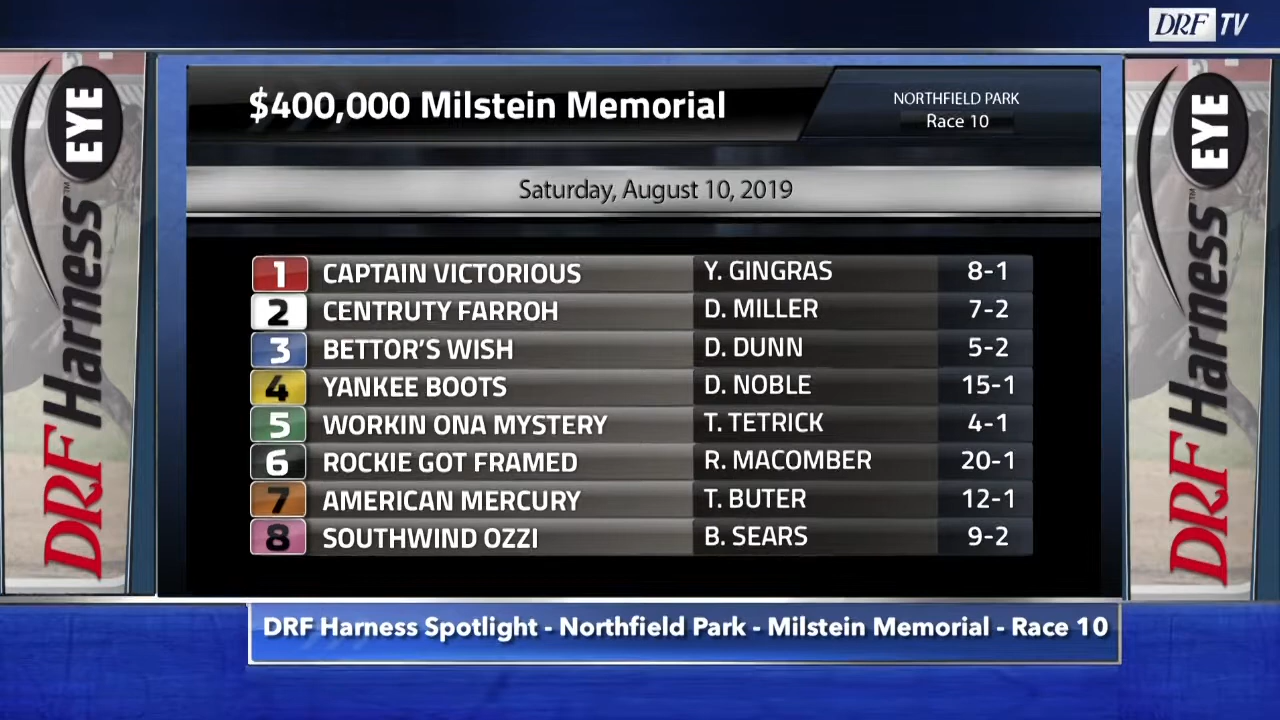 DRF TV
$400,000 Milstein Memorial
NORTHFIELD PARK
Race 10
Saturday, August 10, 2019
1 CAPTAIN VICTORIOUS Y. GINGRAS 8-1
2 CENTRUTY FARROH D. MILLER 7-2
3 BETTOR'S WISH D. DUNN 5-2
4 YANKEE BOOTS D. NOBLE 15-1
5 WORKIN ONA MYSTERY T. TETRICK 4-1
6 ROCKIE GOT FRAMED R. MACOMBER 20-1
7 AMERICAN MERCURY T. BUTER 12-1
8 SOUTHWIND OZZI B. SEARS 9-2
DRF Harness™ EYE
DRF Harness™ EYE
DRF Harness Spotlight - Northfield Park - Milstein Memorial - Race 10